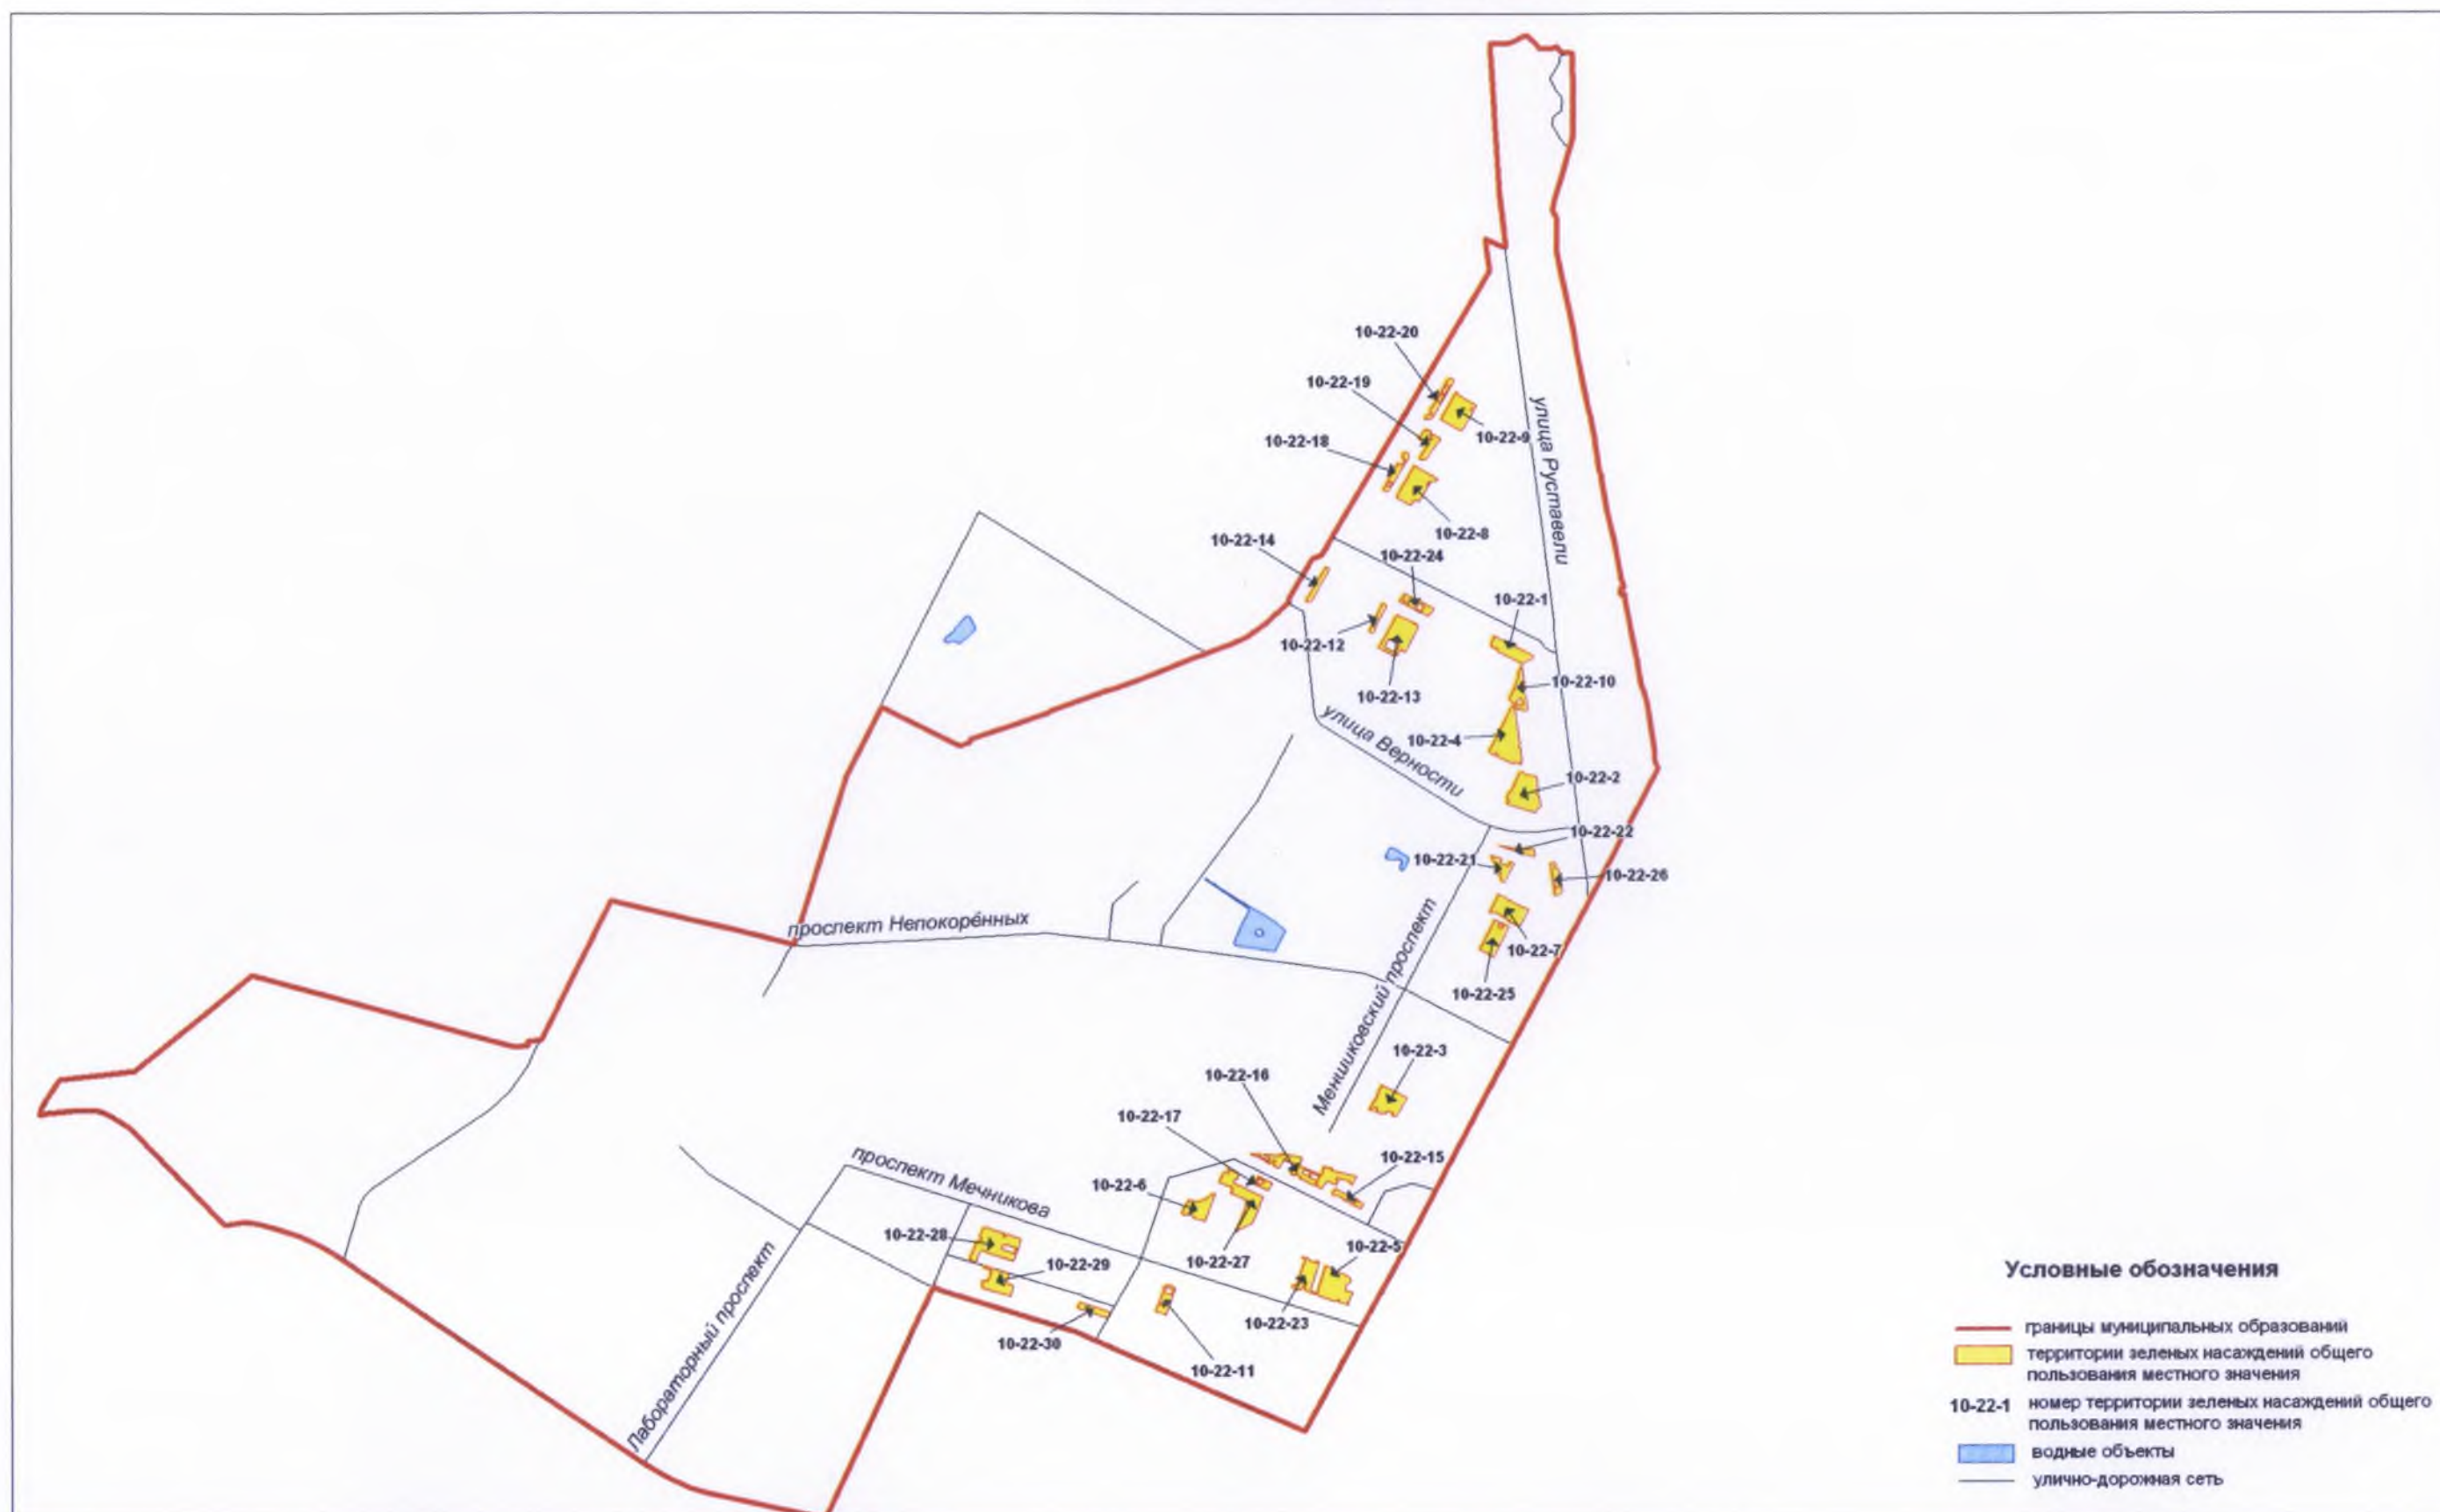 10-22-20
10-22-19
10-22-9
10-22-18
улица Руставели
10-22-8
10-22-14
10-22-24
10-22-1
10-22-12
10-22-10
10-22-13
улица Верности
10-22-4
10-22-2
10-22-22
10-22-21
10-22-26
проспект Непокорённых
10-22-7
10-22-25
Меншиковский проспект
10-22-3
10-22-16
10-22-17
10-22-15
проспект Мечникова
10-22-6
10-22-28
10-22-5
10-22-27
10-22-29
10-22-23
10-22-30
10-22-11
Лабораторный проспект
Условные обозначения
границы муниципальных образований
территории зеленых насаждений общего
пользования местного значения
10-22-1 номер территории зеленых насаждений общего
пользования местного значения
водные объекты
улично-дорожная сеть